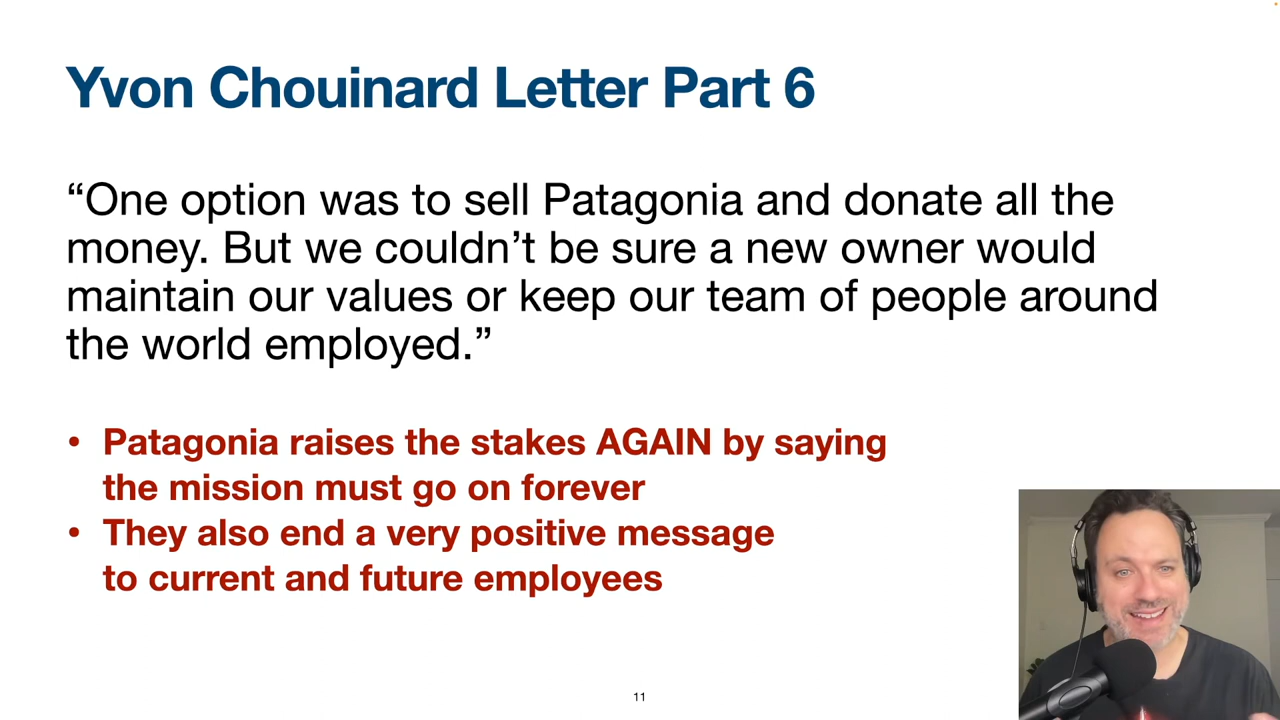 Yvon Chouinard Letter Part 6
“One option was to sell Patagonia and donate all the
money. But we couldn’t be sure a new owner would
maintain our values or keep our team of people around
the world employed.”
• Patagonia raises the stakes AGAIN by saying
the mission must go on forever
• They also end a very positive message
to current and future employees
11